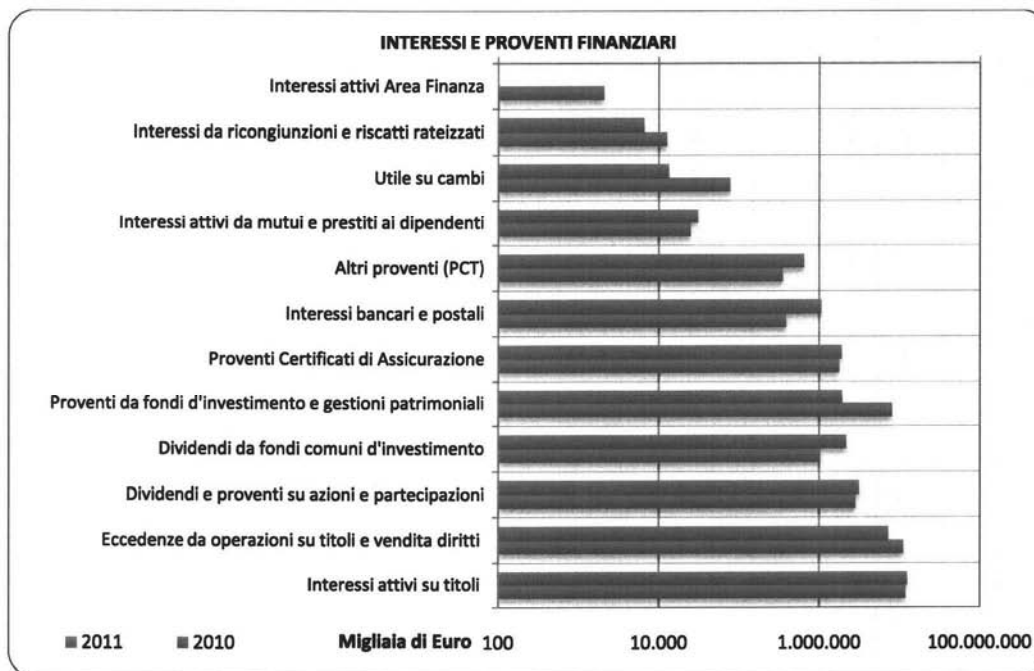 INTERESSI E PROVENTI FINANZIARI
Interessi attivi Area Finanza
Interessi da ricongiunzioni e riscatti rateizzati
Utile su cambi
Interessi attivi da mutui e prestiti ai dipendenti
Altri proventi (PCT)
Interessi bancari e postali
Proventi Certificati di Assicurazione
Proventi da fondi d'investimento e gestioni patrimoniali
Dividendi da fondi comuni d'investimento
Dividendi e proventi su azioni e partecipazioni
Eccedenze da operazioni su titoli e vendita diritti
Interessi attivi su titoli
2011 2010 Migliaia di Euro 100 10.000 1.000.000 100.000.000